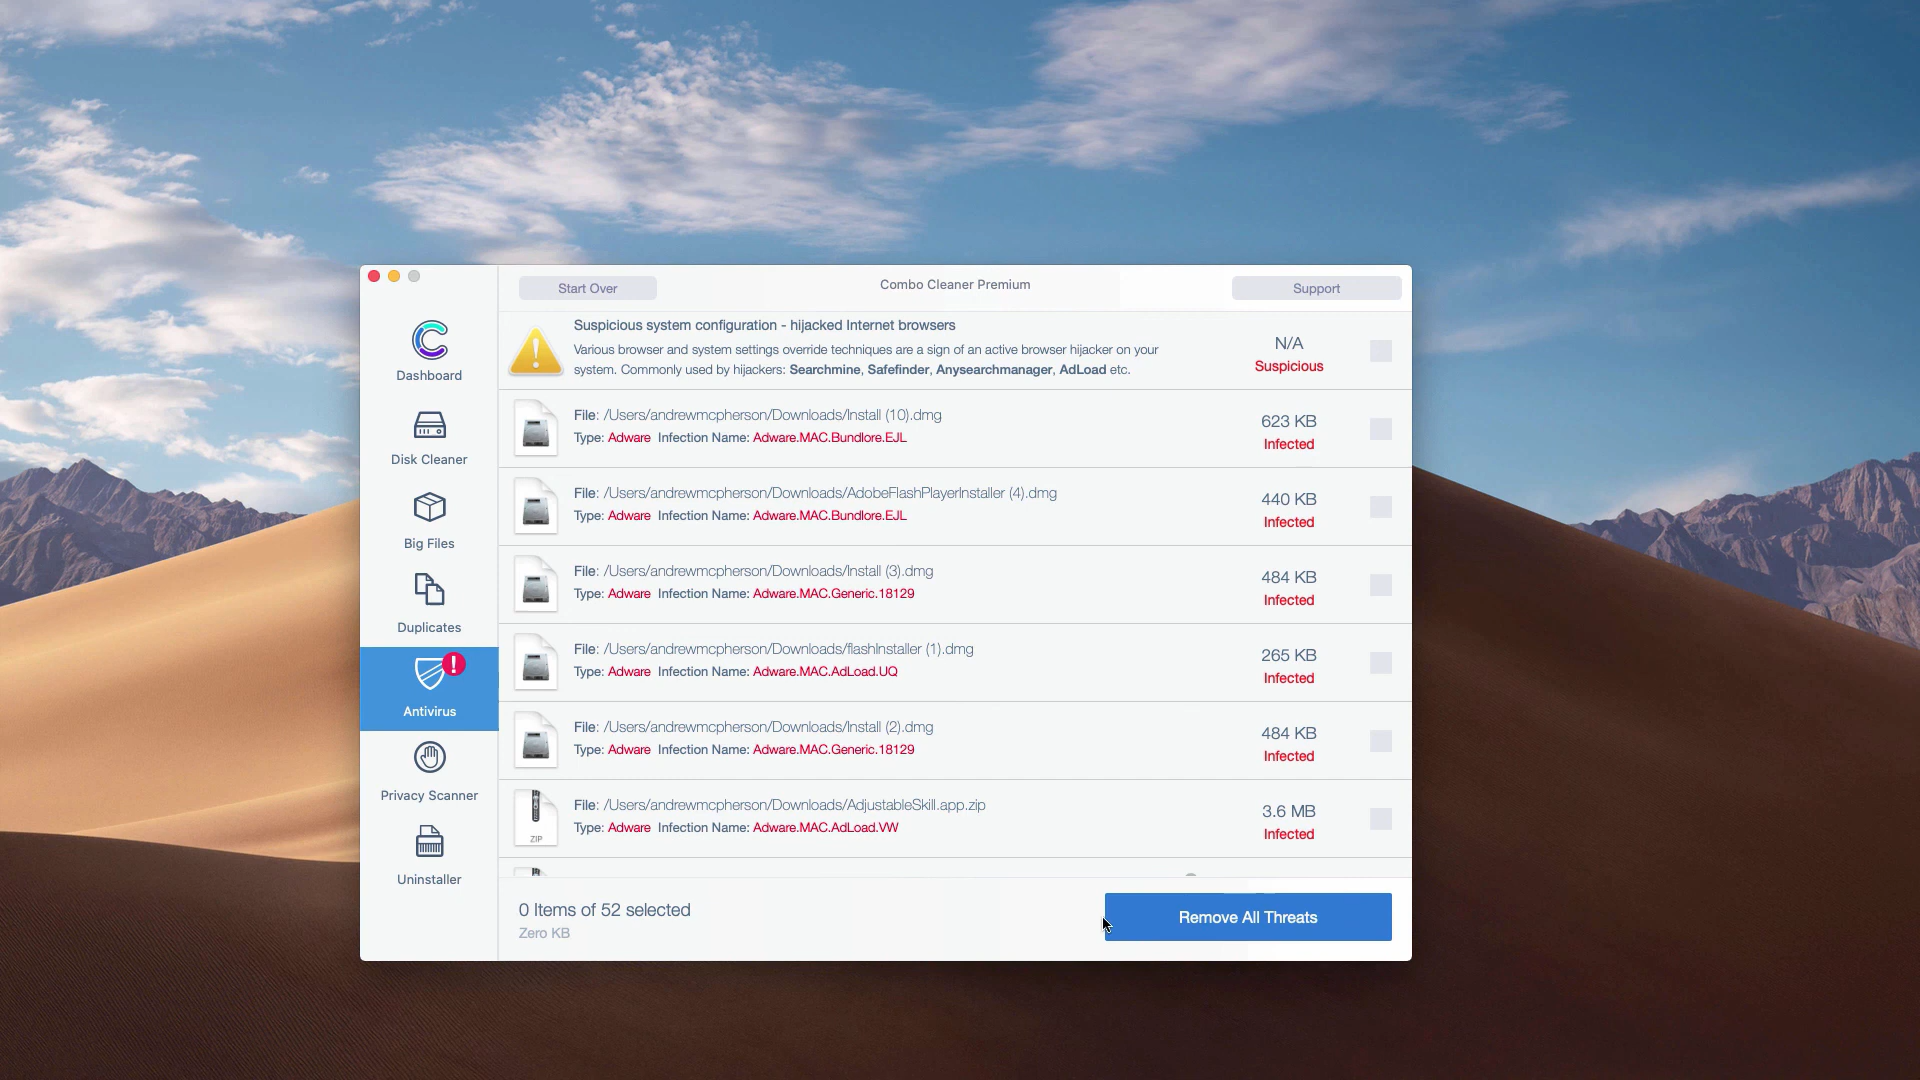 Start Over
Combo Cleaner Premium
Support
Dashboard
Disk Cleaner
Big Files
Duplicates
!
Antivirus
Privacy Scanner
Uninstaller
Suspicious system configuration - hijacked Internet browsers
Various browser and system settings override techniques are a sign of an active browser hijacker on your
system. Commonly used by hijackers: Searchmine, Safefinder, Anysearchmanager, AdLoad etc.
N/A
Suspicious
File: /Users/andrewmcpherson/Downloads/Install (10).dmg
Type: Adware Infection Name: Adware.MAC.Bundlore.EJL
623 KB
Infected
File: /Users/andrewmcpherson/Downloads/AdobeFlashPlayerInstaller (4).dmg
Type: Adware Infection Name: Adware.MAC.Bundlore.EJL
440 KB
Infected
File: /Users/andrewmcpherson/Downloads/Install (3).dmg
Type: Adware Infection Name: Adware.MAC.Generic.18129
484 KB
Infected
File: /Users/andrewmcpherson/Downloads/flashInstaller (1).dmg
Type: Adware Infection Name: Adware.MAC.AdLoad.UQ
265 KB
Infected
File: /Users/andrewmcpherson/Downloads/Install (2).dmg
Type: Adware Infection Name: Adware.MAC.Generic.18129
484 KB
Infected
ZIP
File: /Users/andrewmcpherson/Downloads/AdjustableSkill.app.zip
Type: Adware Infection Name: Adware.MAC.AdLoad.VW
3.6 MB
Infected
0 Items of 52 selected
Zero KB
Remove All Threats